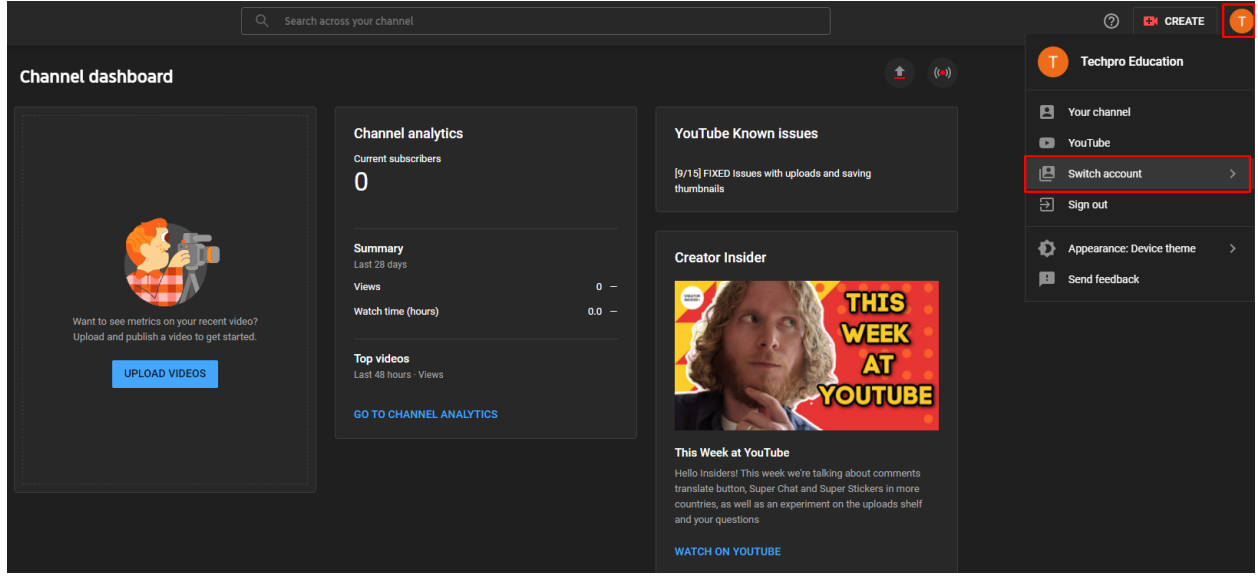 Search across your channel
CREATE
T
Channel dashboard
Want to see metrics on your recent video?
Upload and publish a video to get started.
UPLOAD VIDEOS
Channel analytics
Current subscribers
0
Summary
Last 28 days
Views 0 —
Watch time (hours) 0.0 —
Top videos
Last 48 hours · Views
GO TO CHANNEL ANALYTICS
YouTube Known issues
[9/15] FIXED Issues with uploads and saving
thumbnails
Creator Insider
THIS
WEEK
AT
YOUTUBE
This Week at YouTube
Hello Insiders! This week we're talking about comments
translate button, Super Chat and Super Stickers in more
countries, as well as an experiment on the uploads shelf
and your questions
WATCH ON YOUTUBE
T
Techpro Education
Your channel
YouTube
Switch account
Sign out
Appearance: Device theme
Send feedback